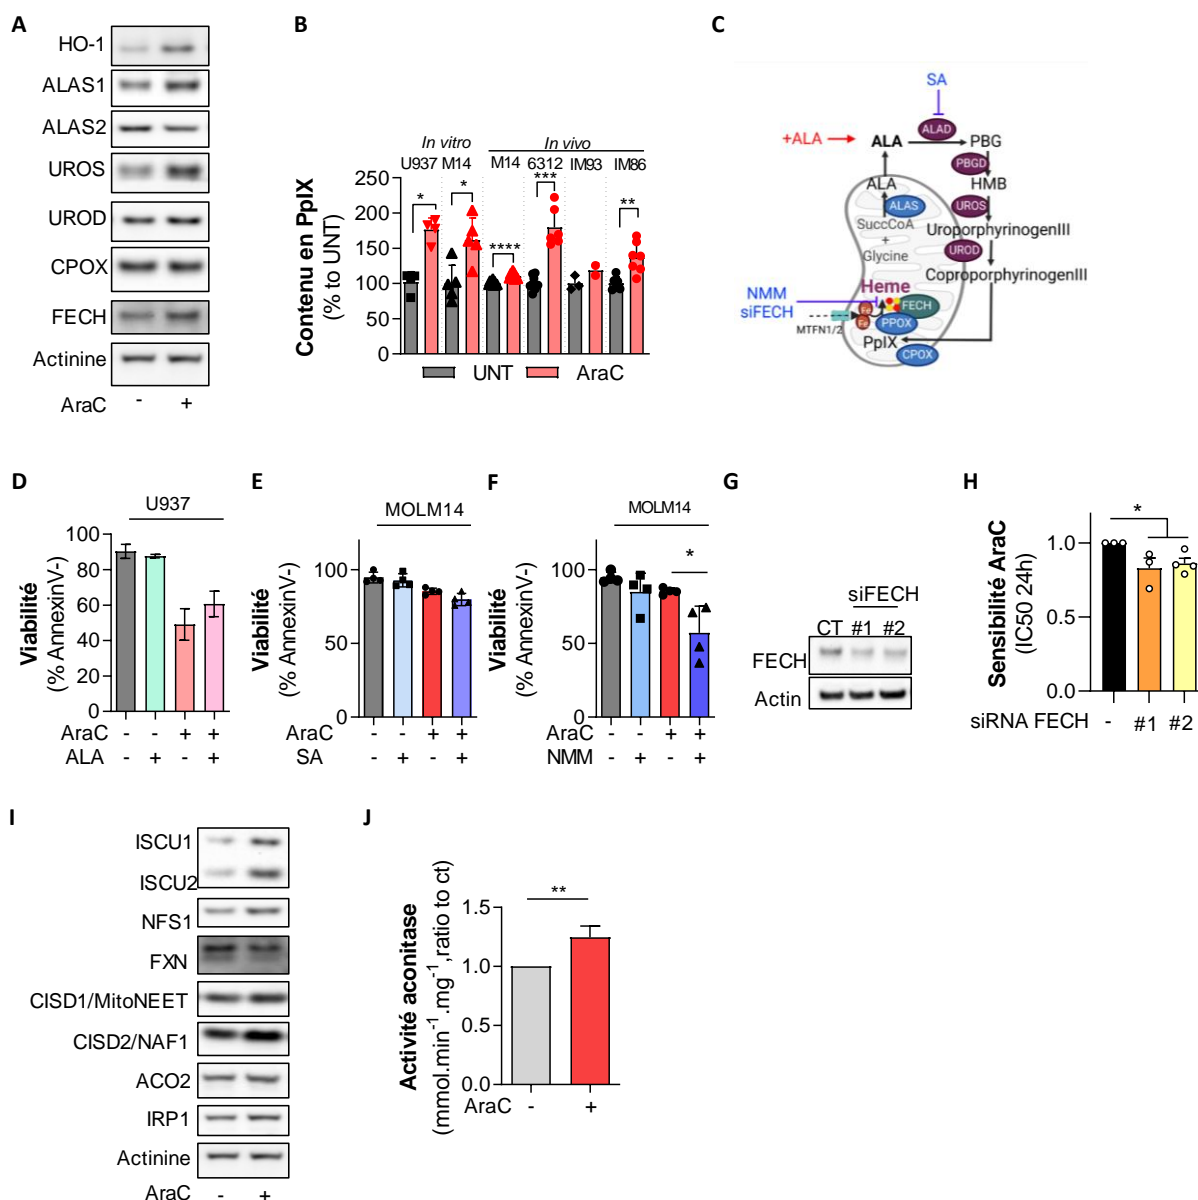 A
HO-1
ALAS1
ALAS2
UROS
UROD
CPOX
FECH
Actinine
AraC - +
B
In vitro In vivo
U937 M14 M14 6312 IM93 IM86
Contenu en PpIX
(% to UNT)
250
200
150
100
50
0
* * **** *** **
UNT AraC
C
SA
ALAD
+ALA ALA PBG
PBGD
ALA HMB
ALAS UROS
SuccCoA
+
Glycine
UroporphyrinogenIII
UROD
CoproporphyrinogenIII
Heme
NMM
siFECH
FECH
Fe
Fe
MTFN1/2
PPOX
PpIX
CPOX
D
U937
Viabilité
(% AnnexinV-)
100
80
60
40
20
0
AraC - - + +
ALA - + - +
E
MOLM14
Viabilité
(% AnnexinV-)
100
50
0
AraC - - + +
SA - + - +
F
MOLM14
*
Viabilité
(% AnnexinV-)
100
50
0
AraC - - + +
NMM - + - +
G
siFECH
CT #1 #2
FECH
Actin
H
*
Sensibilité AraC
(IC50 24h)
1.0
0.5
0.0
siRNA FECH - #1 #2
I
ISCU1
ISCU2
NFS1
FXN
CISD1/MitoNEET
CISD2/NAF1
ACO2
IRP1
Actinine
AraC - +
J
**
Activité aconitase
(mmol.min-1.mg-1,ratio to ct)
1.5
1.0
0.5
0.0
AraC - +